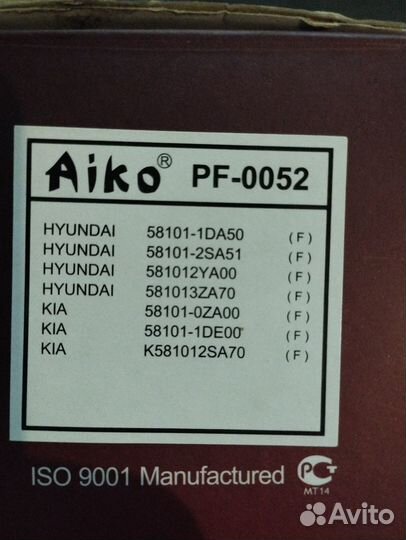 Aiko® PF-0052
HYUNDAI 58101-1DA50 (F)
HYUNDAI 58101-2SA51 (F)
HYUNDAI 581012YA00 (F)
HYUNDAI 581013ZA70 (F)
KIA 58101-0ZA00 (F)
KIA 58101-1DE00 (F)
KIA K581012SA70 (F)
ISO 9001 Manufactured РСТ
MT14
Avito